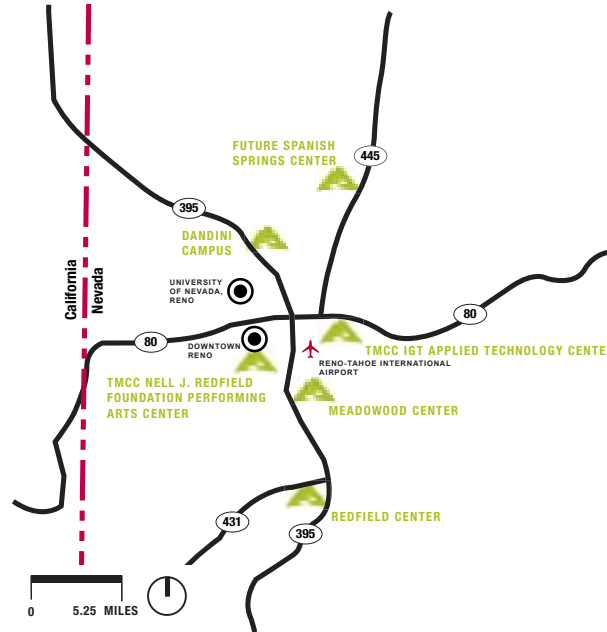 FUTURE SPANISH
SPRINGS CENTER
445
395
DANDINI
CAMPUS
UNIVERSITY
OF NEVADA,
RENO
California
Nevada
80
80
DOWNTOWN
RENO
TMCC IGT APPLIED TECHNOLOGY CENTE
RENO-TAHOE INTERNATIONAL
AIRPORT
TMCC NELL J. REDFIELD
FOUNDATION PERFORMING
ARTS CENTER
MEADOWOOD CENTER
REDFIELD CENTER
431
395
0 5.25 MILES